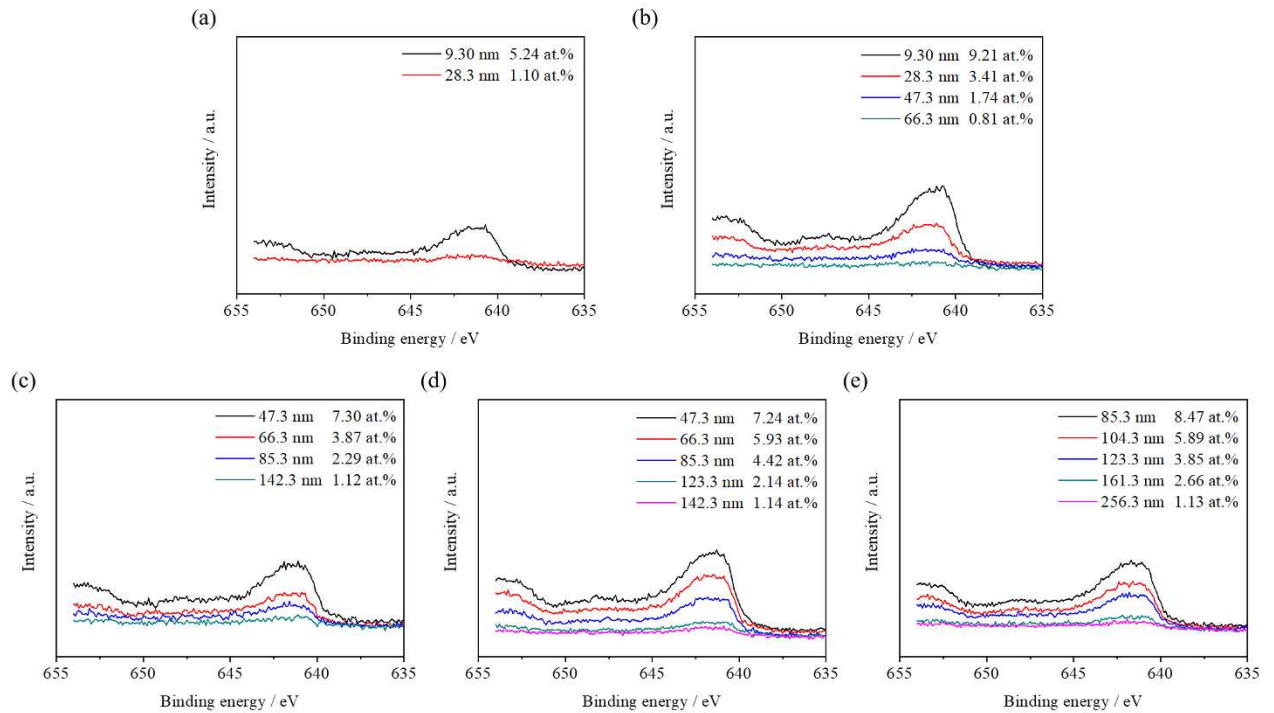 (a)
9.30 nm 5.24 at.%
28.3 nm 1.10 at.%
Intensity / a.u.
655 650 645 640 635
Binding energy / eV
(b)
9.30 nm 9.21 at.%
28.3 nm 3.41 at.%
47.3 nm 1.74 at.%
66.3 nm 0.81 at.%
Intensity / a.u.
655 650 645 640 635
Binding energy / eV
(c)
47.3 nm 7.30 at.%
66.3 nm 3.87 at.%
85.3 nm 2.29 at.%
142.3 nm 1.12 at.%
Intensity / a.u.
655 650 645 640 635
Binding energy / eV
(d)
47.3 nm 7.24 at.%
66.3 nm 5.93 at.%
85.3 nm 4.42 at.%
123.3 nm 2.14 at.%
142.3 nm 1.14 at.%
Intensity / a.u.
655 650 645 640 635
Binding energy / eV
(e)
85.3 nm 8.47 at.%
104.3 nm 5.89 at.%
123.3 nm 3.85 at.%
161.3 nm 2.66 at.%
256.3 nm 1.13 at.%
Intensity / a.u.
655 650 645 640 635
Binding energy / eV